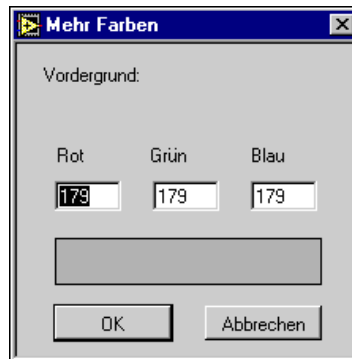 Mehr Farben
Vordergrund:
Rot Grün Blau
179 179 179
OK Abbrechen